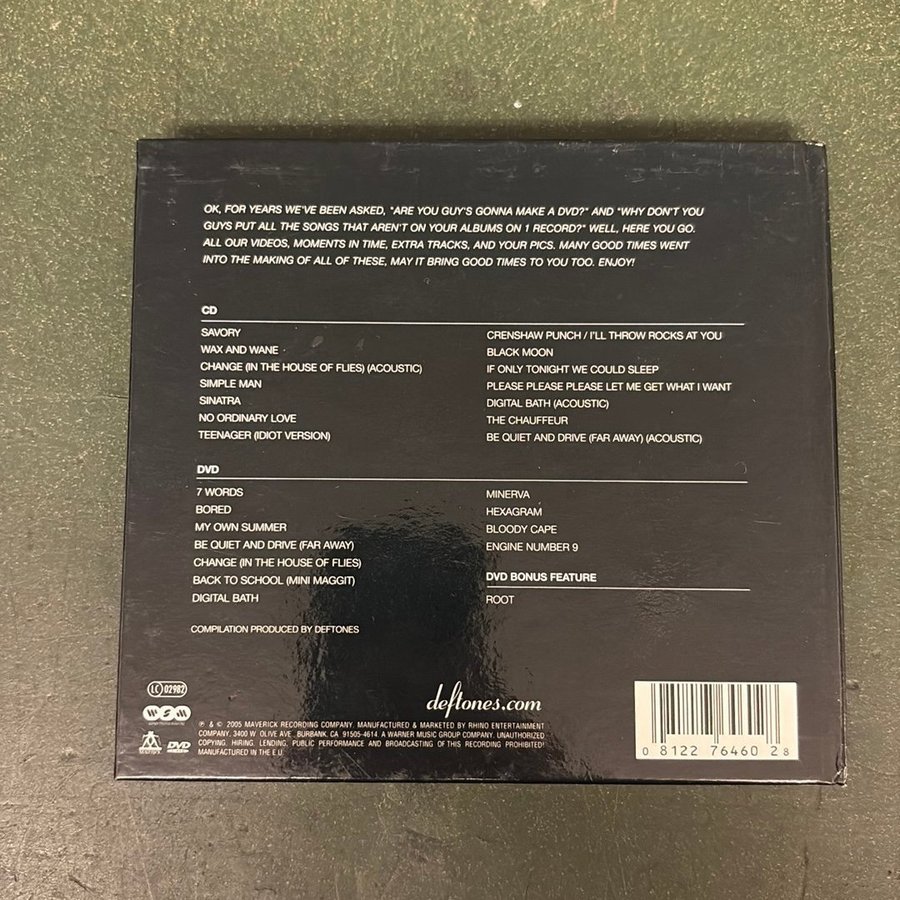 OK, FOR YEARS WE'VE BEEN ASKED, "ARE YOU GUY'S GONNA MAKE A DVD?" AND "WHY DON'T YOU
GUYS PUT ALL THE SONGS THAT AREN'T ON YOUR ALBUMS ON 1 RECORD?" WELL, HERE YOU GO.
ALL OUR VIDEOS, MOMENTS IN TIME, EXTRA TRACKS, AND YOUR PICS. MANY GOOD TIMES WENT
INTO THE MAKING OF ALL OF THESE, MAY IT BRING GOOD TIMES TO YOU TOO. ENJOY!
CD
SAVORY
WAX AND WANE
CHANGE (IN THE HOUSE OF FLIES) (ACOUSTIC)
SIMPLE MAN
SINATRA
NO ORDINARY LOVE
TEENAGER (IDIOT VERSION)
CRENSHAW PUNCH / I'LL THROW ROCKS AT YOU
BLACK MOON
IF ONLY TONIGHT WE COULD SLEEP
PLEASE PLEASE PLEASE LET ME GET WHAT I WANT
DIGITAL BATH (ACOUSTIC)
THE CHAUFFEUR
BE QUIET AND DRIVE (FAR AWAY) (ACOUSTIC)
DVD
7 WORDS
BORED
MY OWN SUMMER
BE QUIET AND DRIVE (FAR AWAY)
CHANGE (IN THE HOUSE OF FLIES)
BACK TO SCHOOL (MINI MAGGIT)
DIGITAL BATH
MINERVA
HEXAGRAM
BLOODY CAPE
ENGINE NUMBER 9
DVD BONUS FEATURE
ROOT
COMPILATION PRODUCED BY DEFTONES
LC 02982
WSM
DVD
deftones.com
℗ & © 2005 MAVERICK RECORDING COMPANY. MANUFACTURED & MARKETED BY RHINO ENTERTAINMENT
COMPANY, 3400 W. OLIVE AVE., BURBANK, CA 91505-4614 A WARNER MUSIC GROUP COMPANY. UNAUTHORIZED
COPYING, HIRING, LENDING, PUBLIC PERFORMANCE AND BROADCASTING OF THIS RECORDING PROHIBITED!
MANUFACTURED IN THE E.U.
0 81227 64602 8